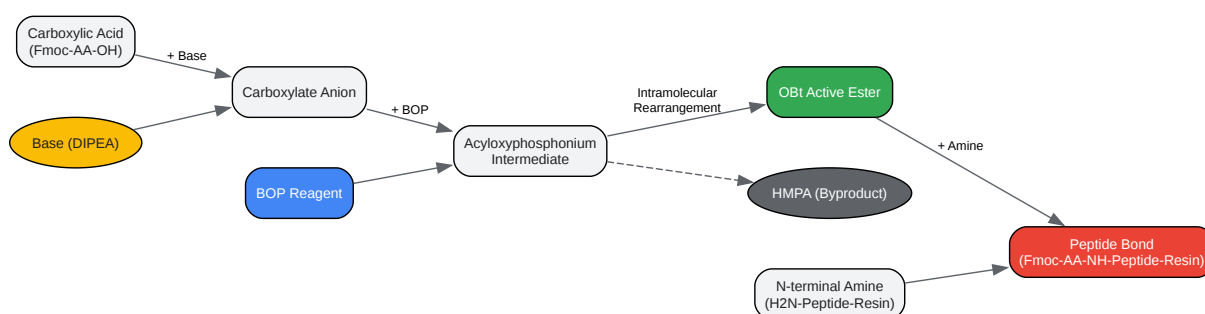 Carboxylic Acid
(Fmoc-AA-OH)
+ Base
Base (DIPEA)
Carboxylate Anion
+ BOP
BOP Reagent
Acyloxyphosphonium
Intermediate
Intramolecular
Rearrangement
OBt Active Ester
HMPA (Byproduct)
+ Amine
N-terminal Amine
(H2N-Peptide-Resin)
Peptide Bond
(Fmoc-AA-NH-Peptide-Resin)